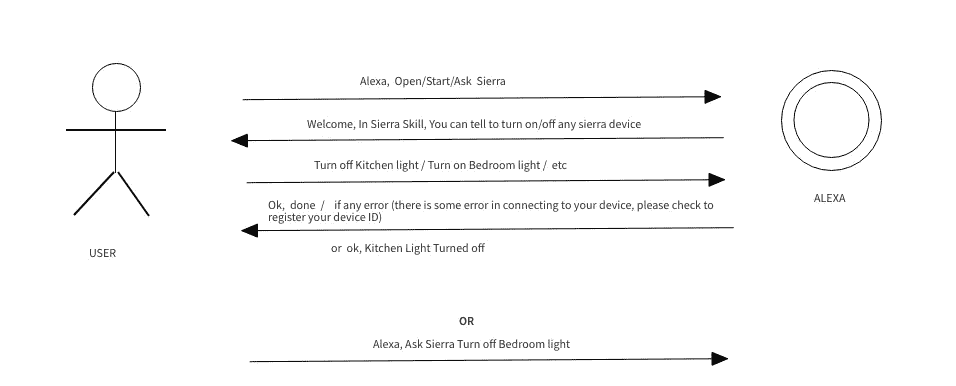 Alexa, Open/Start/Ask Sierra
Welcome, In Sierra Skill, You can tell to turn on/off any sierra device
Turn off Kitchen light / Turn on Bedroom light / etc
Ok, done / if any error (there is some error in connecting to your device, please check to
register your device ID)
ALEXA
or ok, Kitchen Light Turned off
USER
OR
Alexa, Ask Sierra Turn off Bedroom light